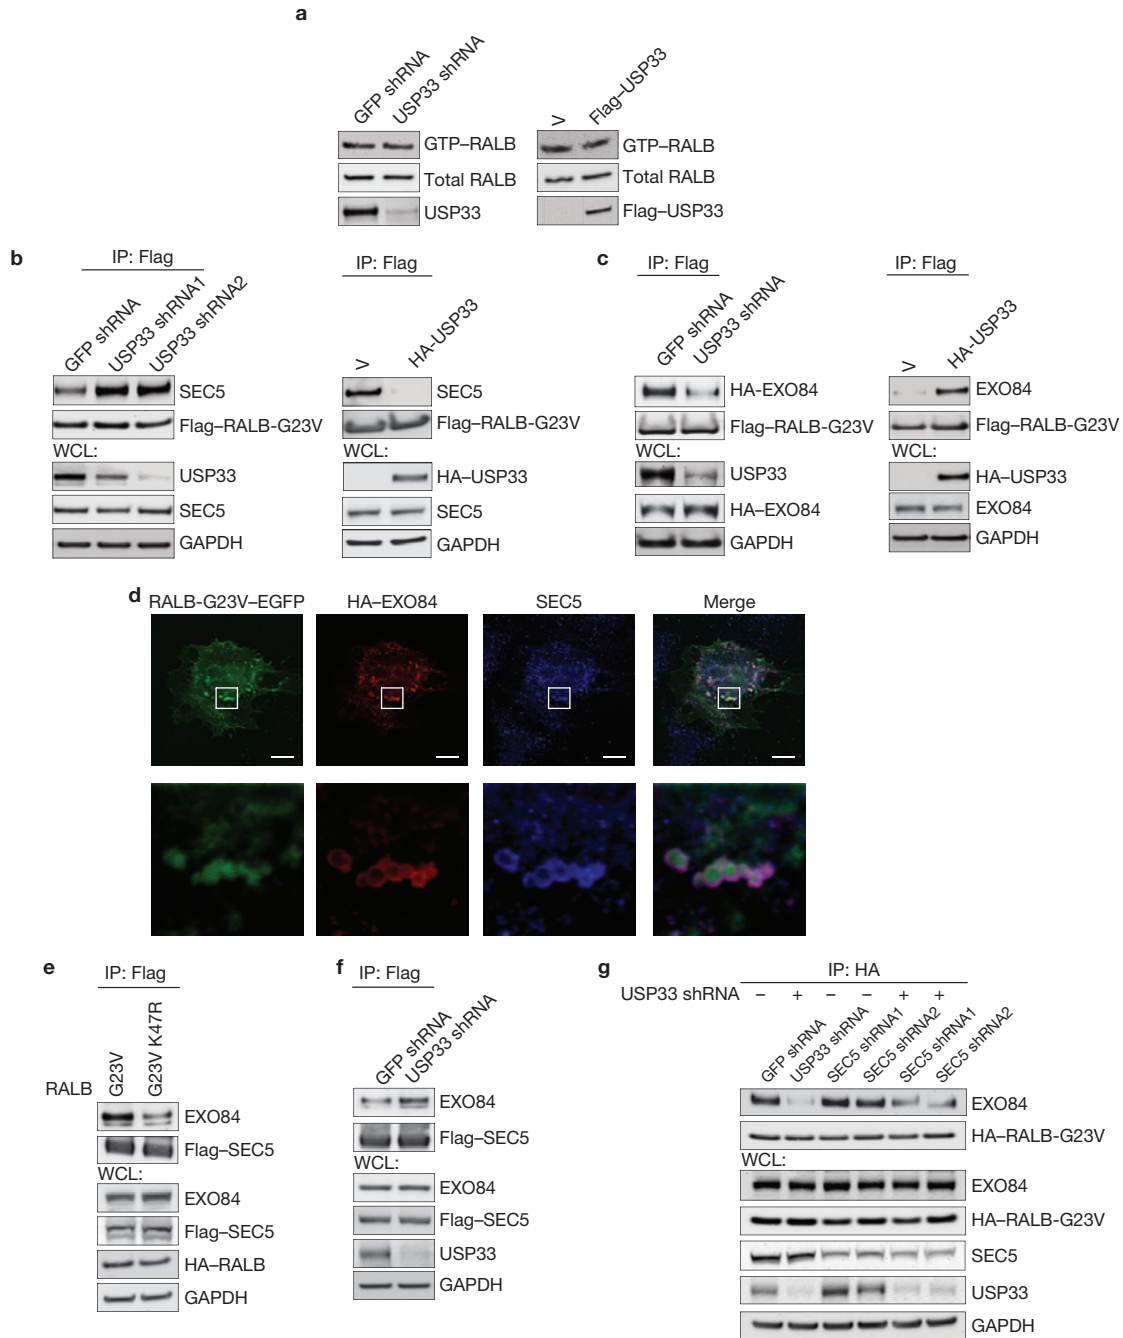 a
GFP shRNA
USP33 shRNA
GTP–RALB
Total RALB
USP33
V
Flag–USP33
GTP–RALB
Total RALB
Flag–USP33
b
IP: Flag
GFP shRNA
USP33 shRNA1
USP33 shRNA2
SEC5
Flag–RALB-G23V
WCL:
USP33
SEC5
GAPDH
IP: Flag
V
HA-USP33
SEC5
Flag–RALB-G23V
WCL:
HA–USP33
SEC5
GAPDH
c
IP: Flag
GFP shRNA
USP33 shRNA
HA-EXO84
Flag–RALB-G23V
WCL:
USP33
HA–EXO84
GAPDH
IP: Flag
V
HA-USP33
EXO84
Flag–RALB-G23V
WCL:
HA–USP33
EXO84
GAPDH
d
RALB-G23V–EGFP
HA–EXO84
SEC5
Merge
e
IP: Flag
RALB
G23V
G23V K47R
EXO84
Flag–SEC5
WCL:
EXO84
Flag–SEC5
HA–RALB
GAPDH
f
IP: Flag
GFP shRNA
USP33 shRNA
EXO84
Flag–SEC5
WCL:
EXO84
Flag–SEC5
USP33
GAPDH
g
IP: HA
USP33 shRNA – + – – + +
GFP shRNA
USP33 shRNA
SEC5 shRNA1
SEC5 shRNA2
SEC5 shRNA1
SEC5 shRNA2
EXO84
HA–RALB-G23V
WCL:
EXO84
HA–RALB-G23V
SEC5
USP33
GAPDH